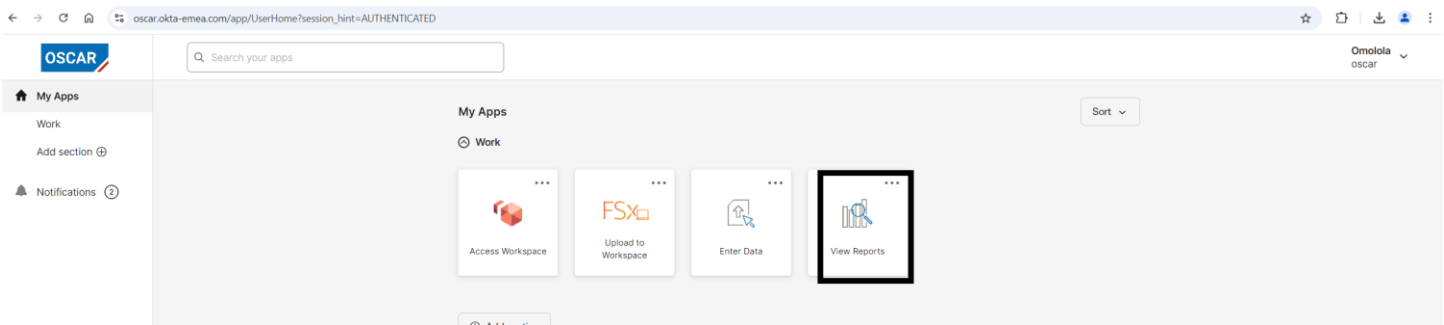 oscar.okta-emea.com/app/UserHome?session_hint=AUTHENTICATED
OSCAR
Search your apps
Omolola
oscar
My Apps
Work
Add section
Notifications 2
My Apps
Sort
Work
Access Workspace
FSx
Upload to
Workspace
Enter Data
View Reports